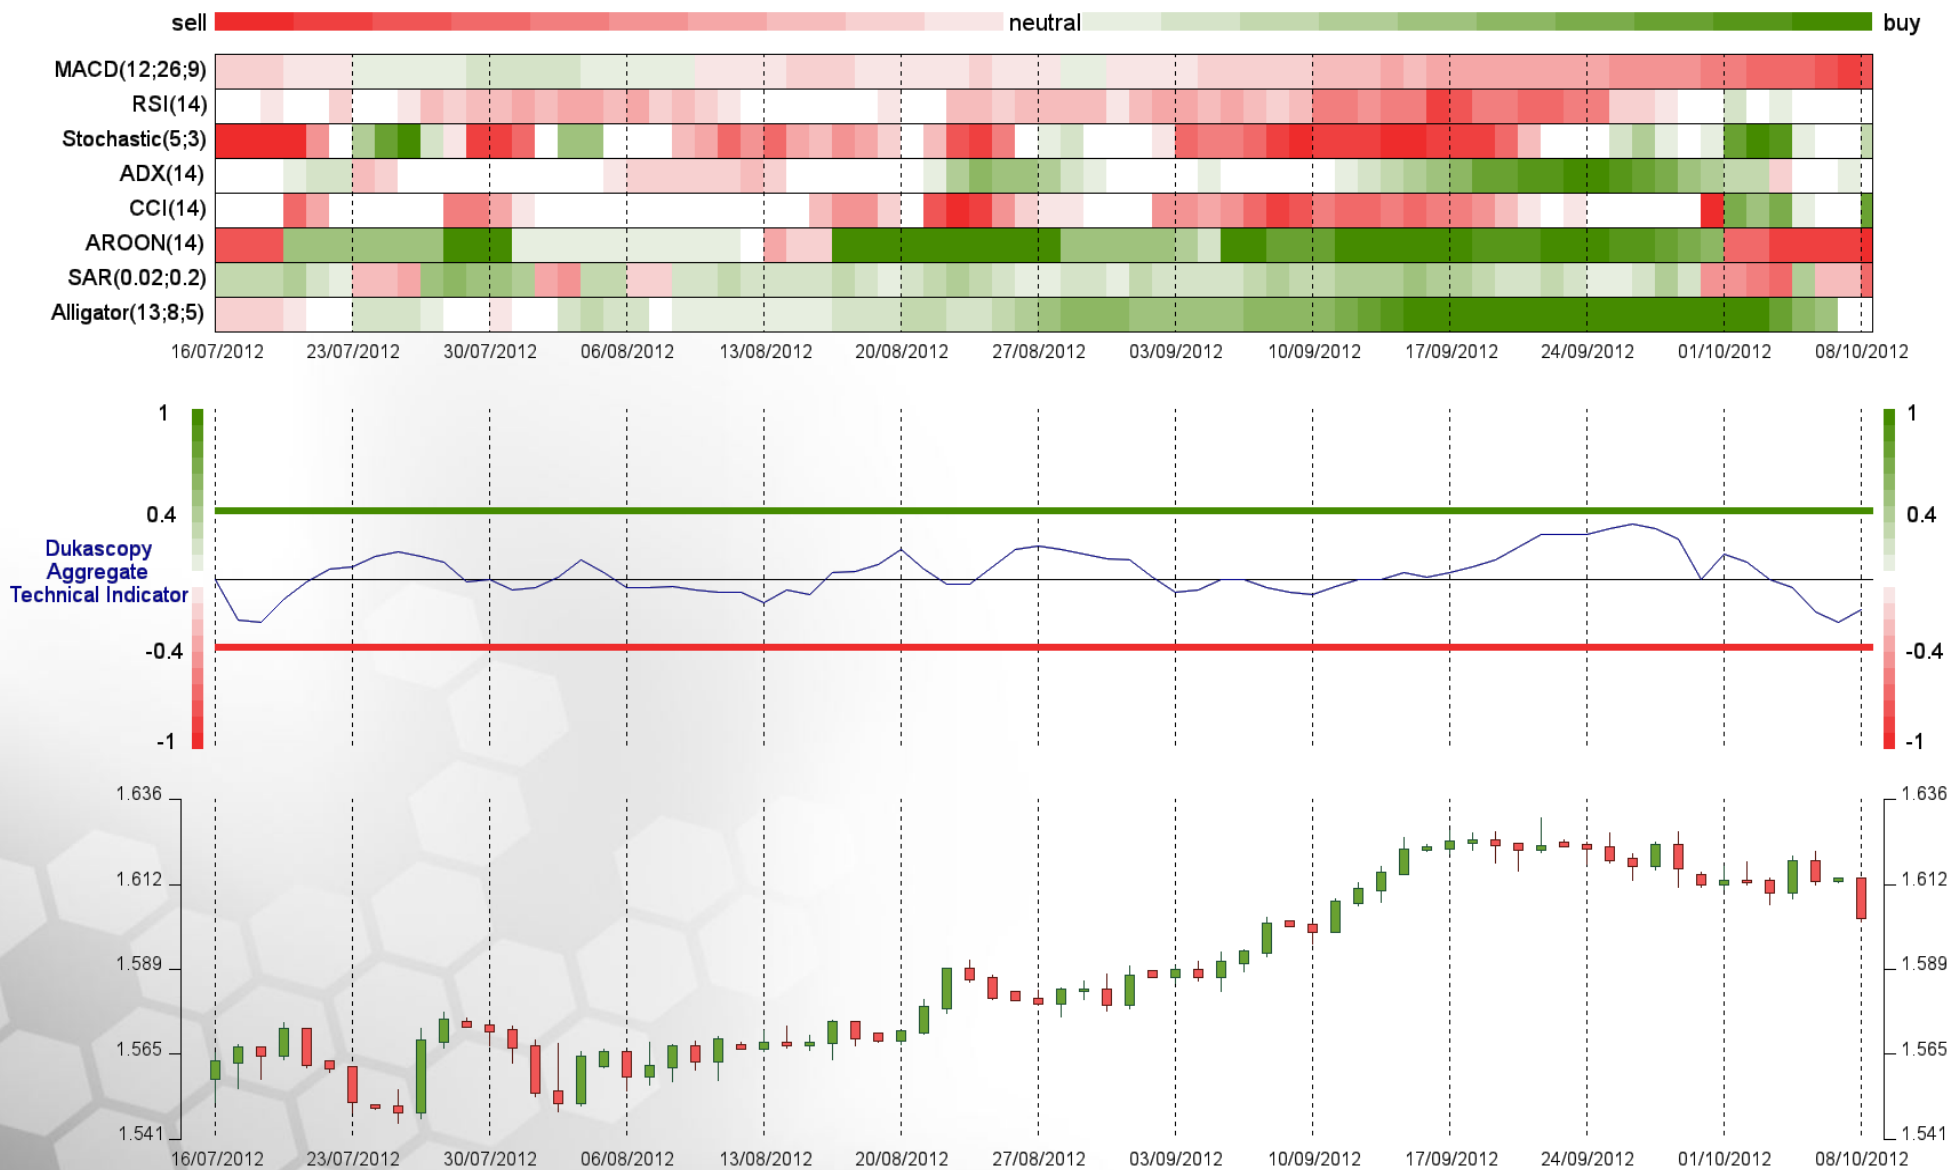 sell neutral buy
MACD(12;26;9)
RSI(14)
Stochastic(5;3)
ADX(14)
CCI(14)
AROON(14)
SAR(0.02;0.2)
Alligator(13;8;5)
16/07/2012 23/07/2012 30/07/2012 06/08/2012 13/08/2012 20/08/2012 27/08/2012 03/09/2012 10/09/2012 17/09/2012 24/09/2012 01/10/2012 08/10/2012
1 1
0.4 0.4
Dukascopy
Aggregate
Technical Indicator
-0.4 -0.4
-1 -1
1.636 1.636
1.612 1.612
1.589 1.589
1.565 1.565
1.541 1.541
16/07/2012 23/07/2012 30/07/2012 06/08/2012 13/08/2012 20/08/2012 27/08/2012 03/09/2012 10/09/2012 17/09/2012 24/09/2012 01/10/2012 08/10/2012